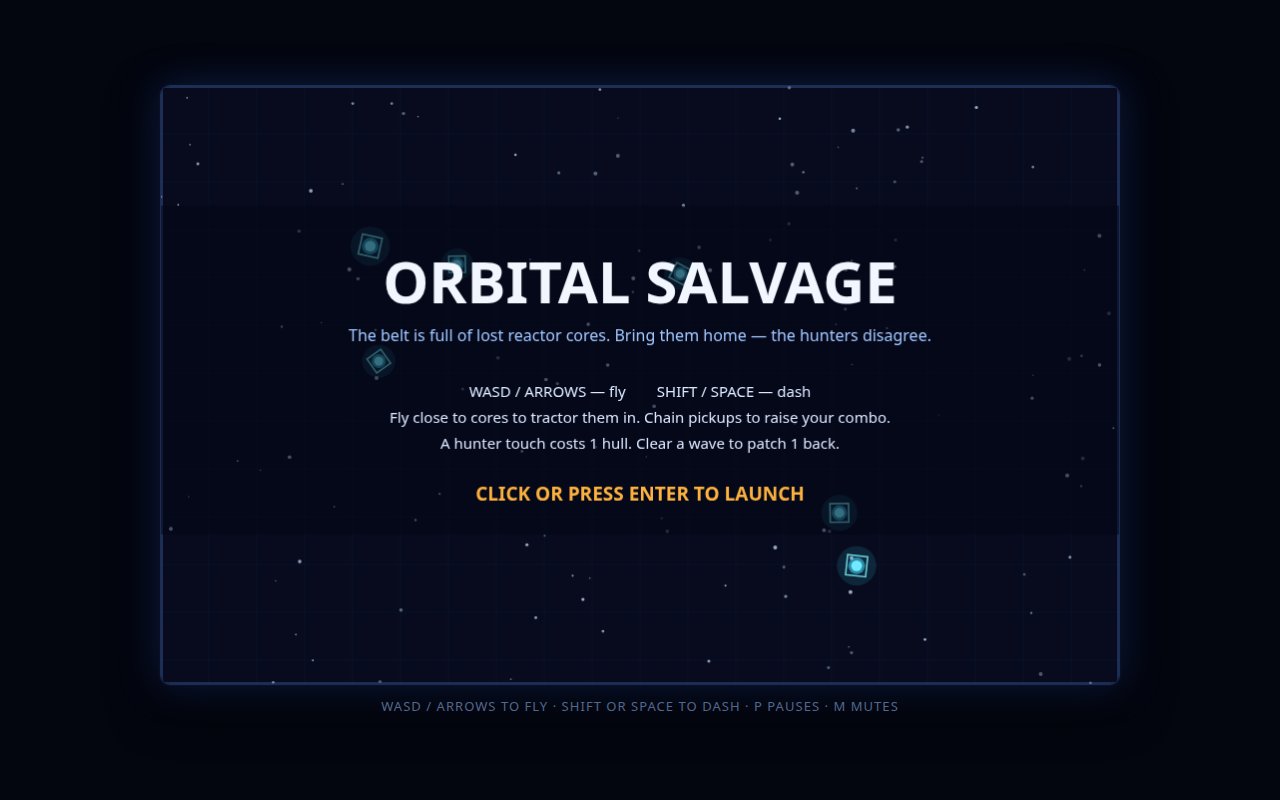 ORBITAL SALVAGE
The belt is full of lost reactor cores. Bring them home — the hunters disagree.
WASD / ARROWS — fly SHIFT / SPACE — dash
Fly close to cores to tractor them in. Chain pickups to raise your combo.
A hunter touch costs 1 hull. Clear a wave to patch 1 back.
CLICK OR PRESS ENTER TO LAUNCH
WASD / ARROWS TO FLY · SHIFT OR SPACE TO DASH · P PAUSES · M MUTES